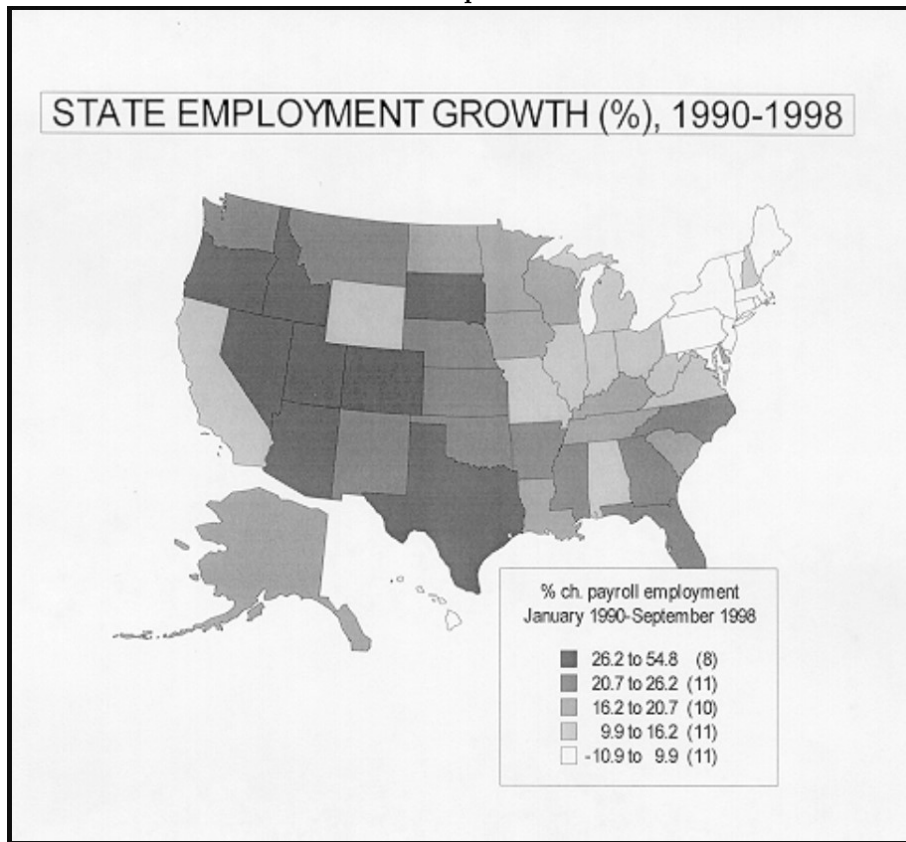 STATE EMPLOYMENT GROWTH (%), 1990-1998
% ch. payroll employment
January 1990-September 1998
26.2 to 54.8 (8)
20.7 to 26.2 (11)
16.2 to 20.7 (10)
9.9 to 16.2 (11)
-10.9 to 9.9 (11)